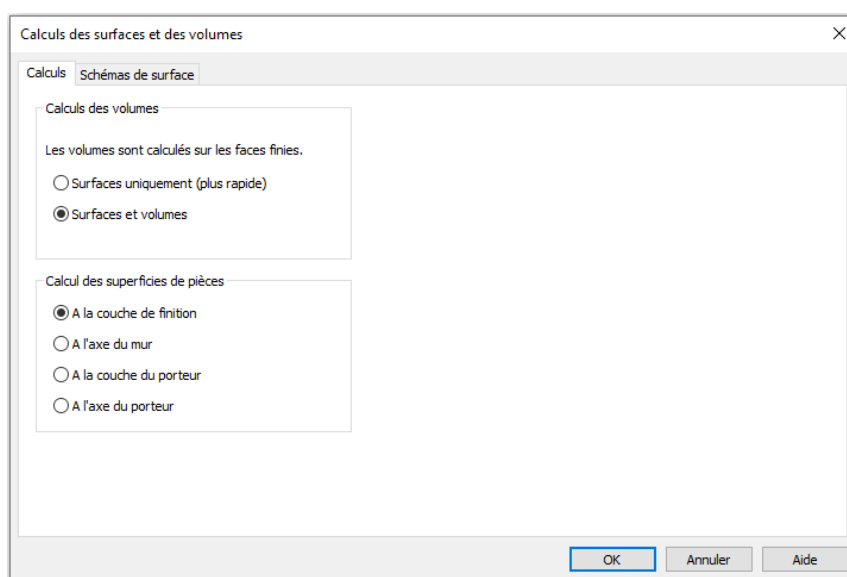 Calculs des surfaces et des volumes
Calculs
Schémas de surface
Calculs des volumes
Les volumes sont calculés sur les faces finies.
Surfaces uniquement (plus rapide)
Surfaces et volumes
Calcul des superficies de pièces
A la couche de finition
A l'axe du mur
A la couche du porteur
A l'axe du porteur
OK
Annuler
Aide